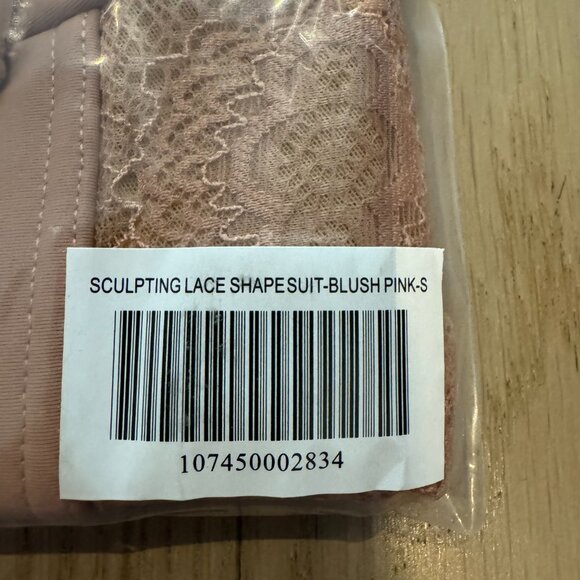 SCULPTING LACE SHAPE SUIT-BLUSH PINK-S
107450002834